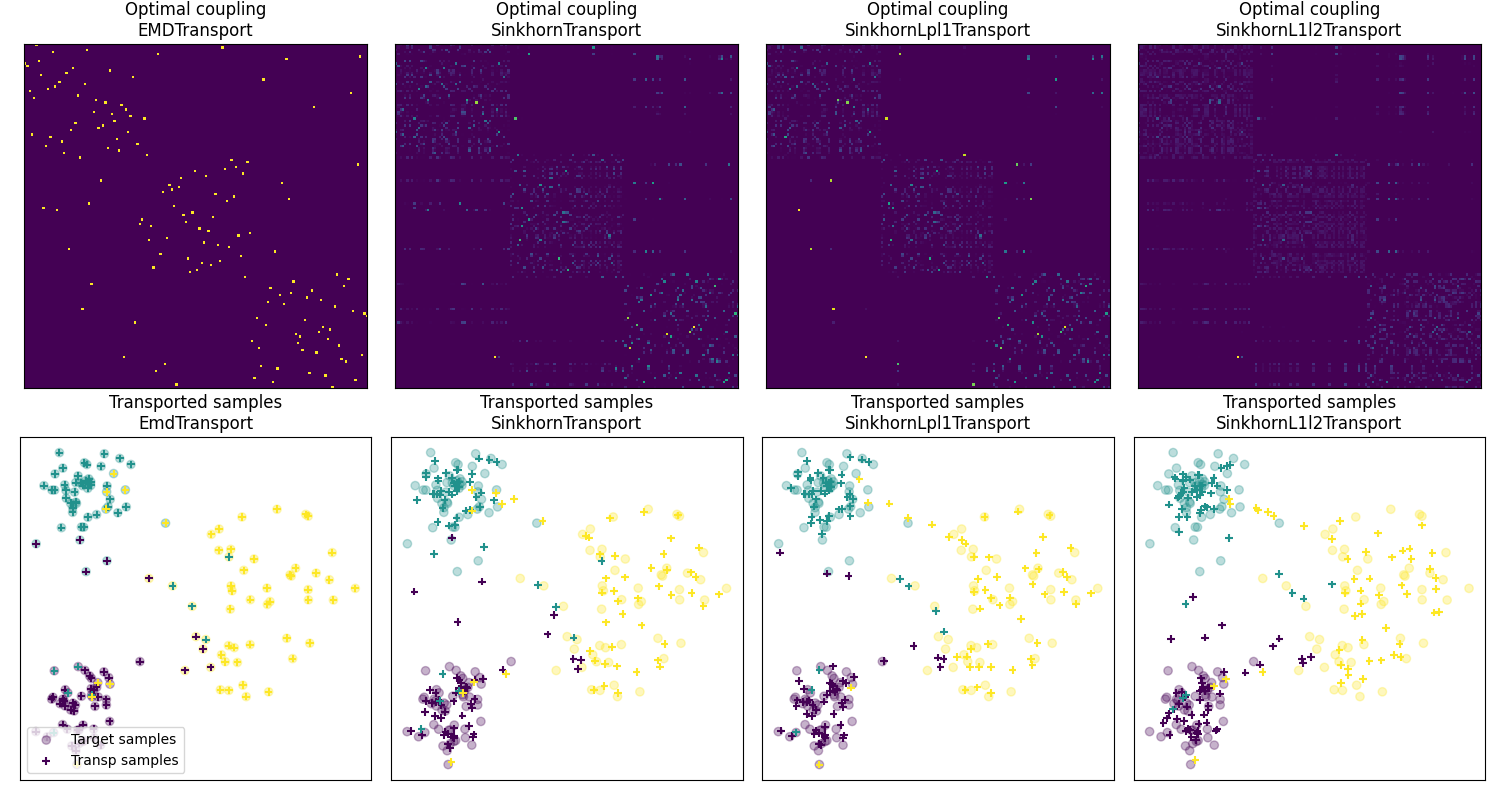 Optimal coupling
EMDTransport
Optimal coupling
SinkhornTransport
Optimal coupling
SinkhornLpl1Transport
Optimal coupling
SinkhornL1l2Transport
Transported samples
EmdTransport
Transported samples
SinkhornTransport
Transported samples
SinkhornLpl1Transport
Transported samples
SinkhornL1l2Transport
Target samples
Transp samples